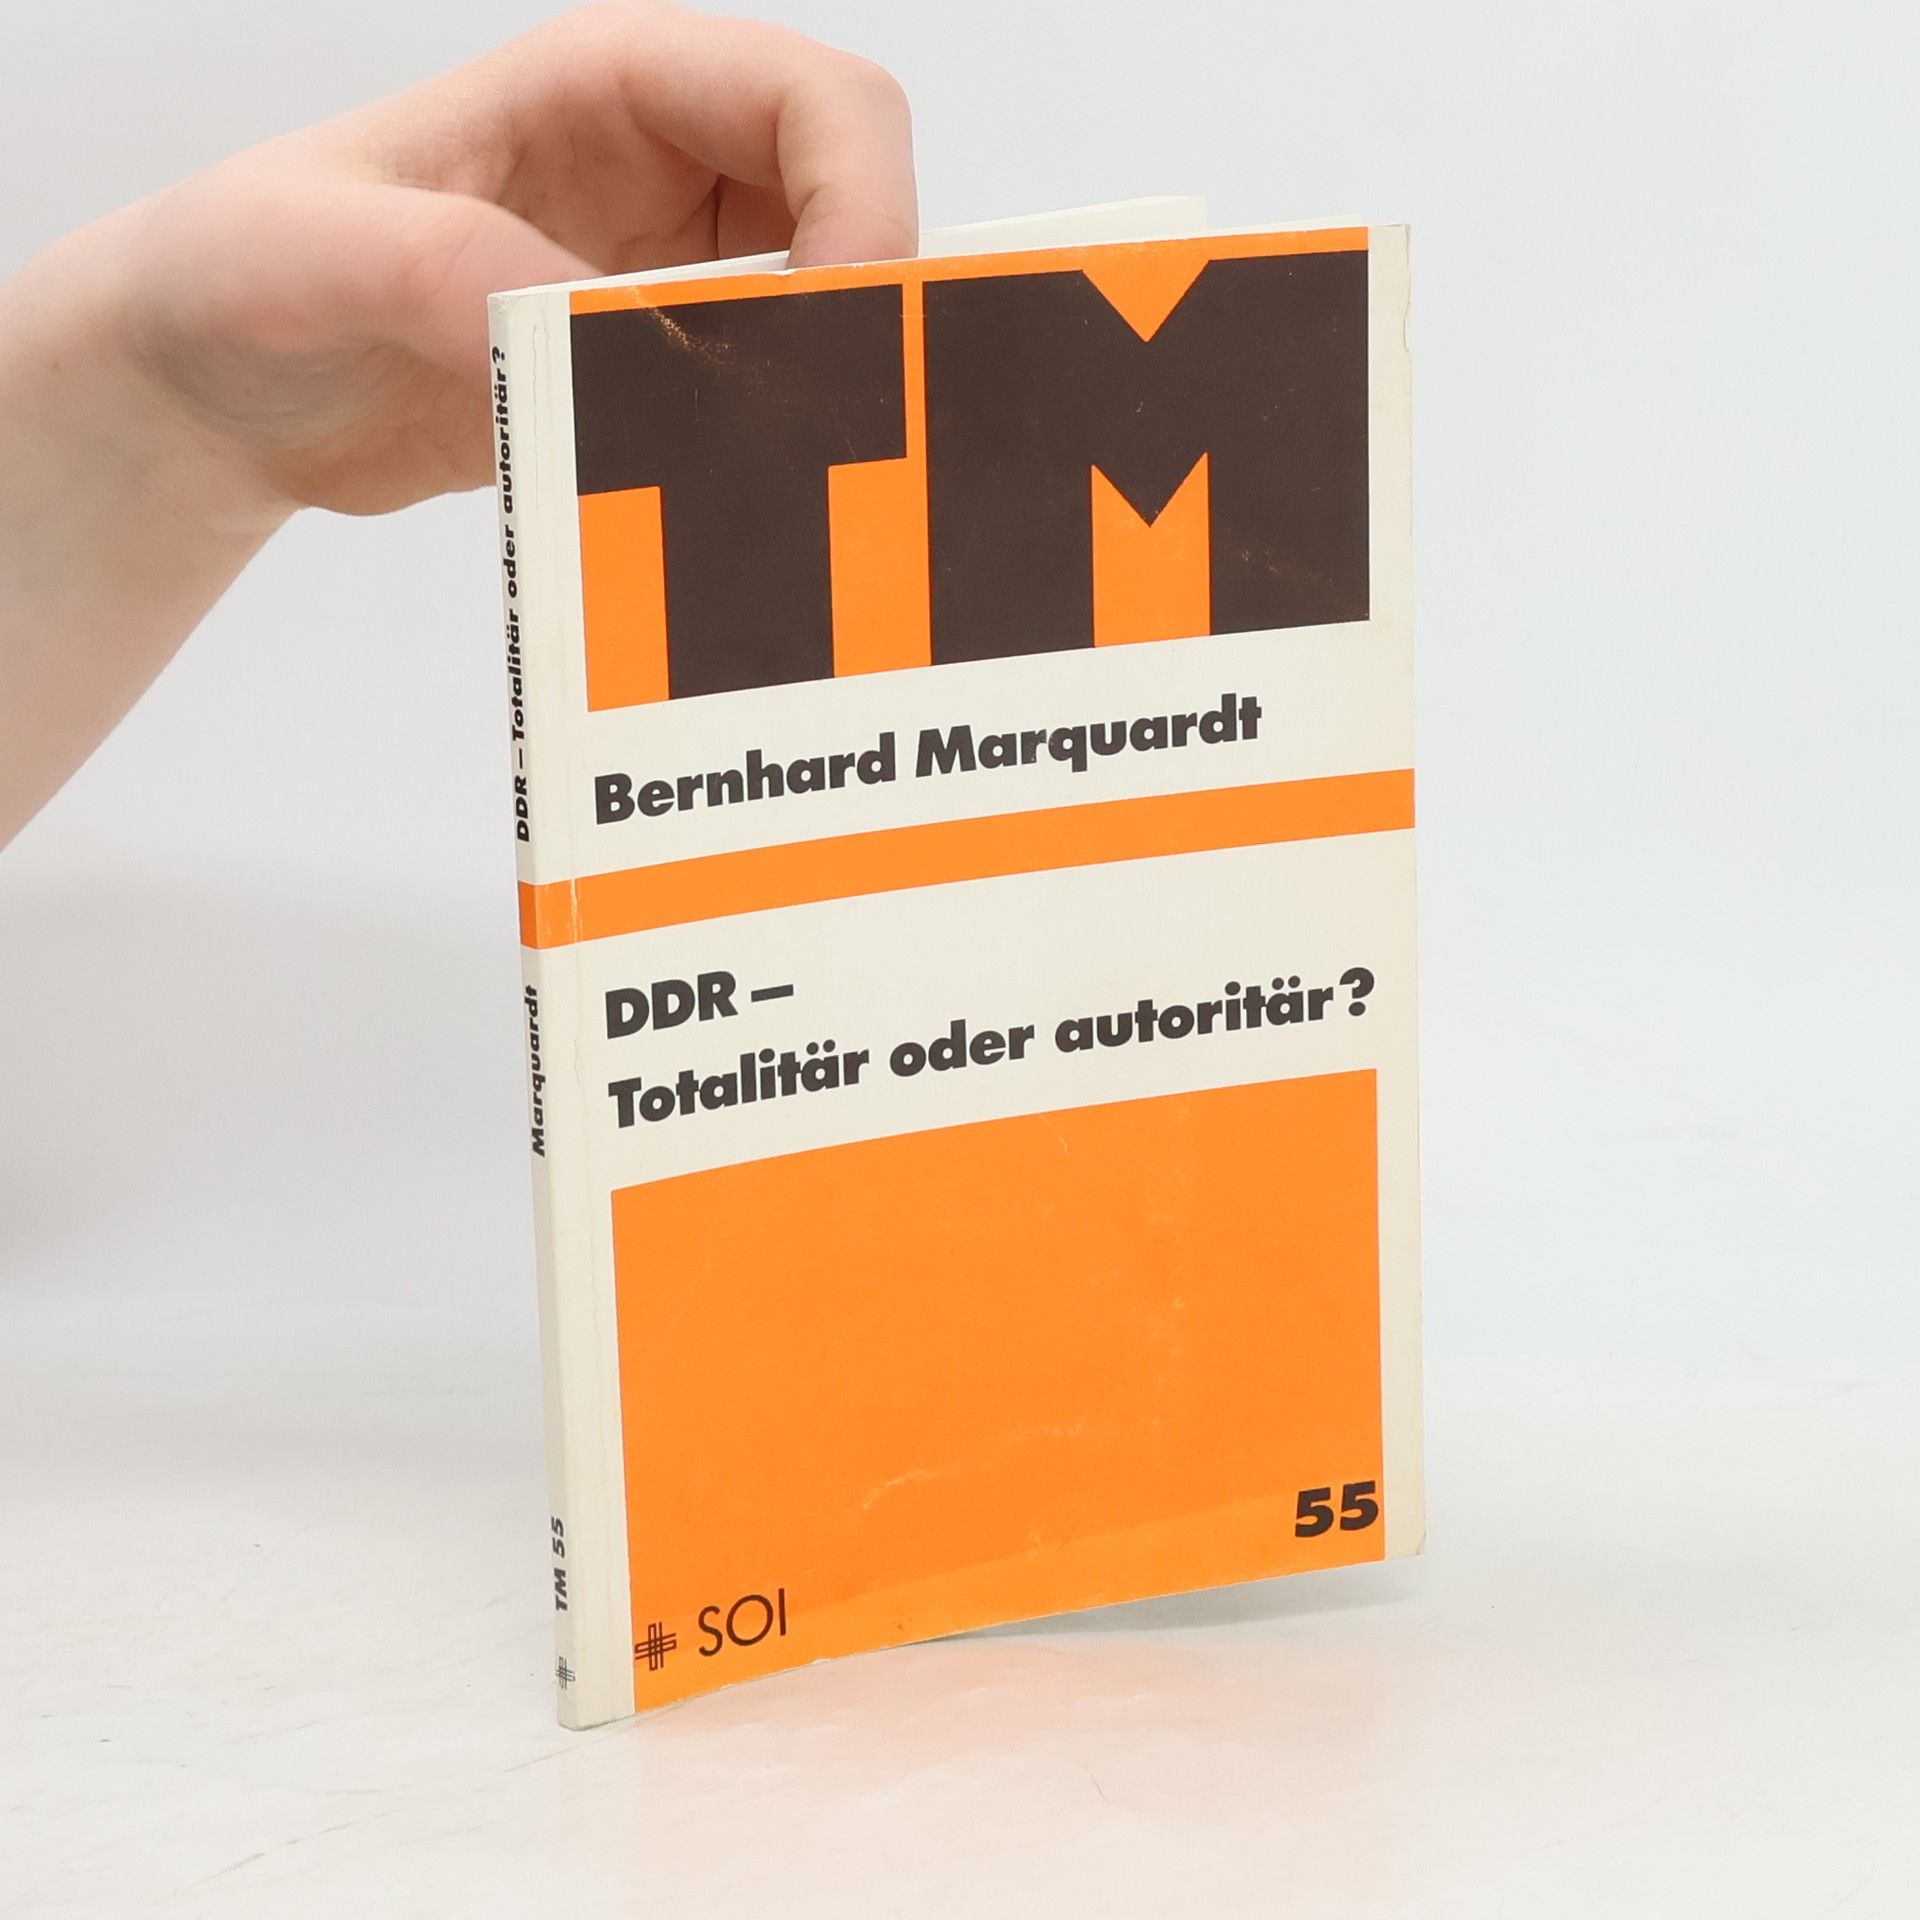 TM
Bernhard Marquardt
DDR –
Totalitär oder autoritär?
55
SOI
DDR – Totalitär oder autoritär?
Marquardt
TM 55